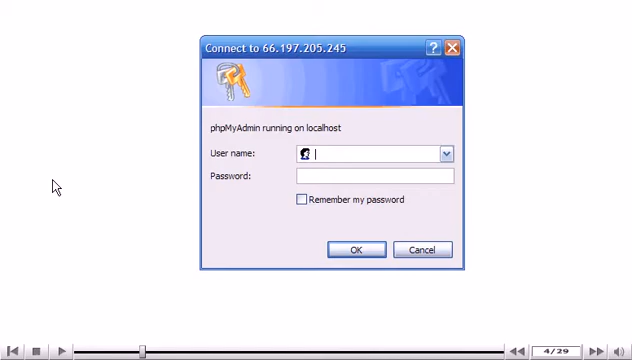 Connect to 66.197.205.245
phpMyAdmin running on localhost
User name:
Password:
Remember my password
OK
Cancel
4/29